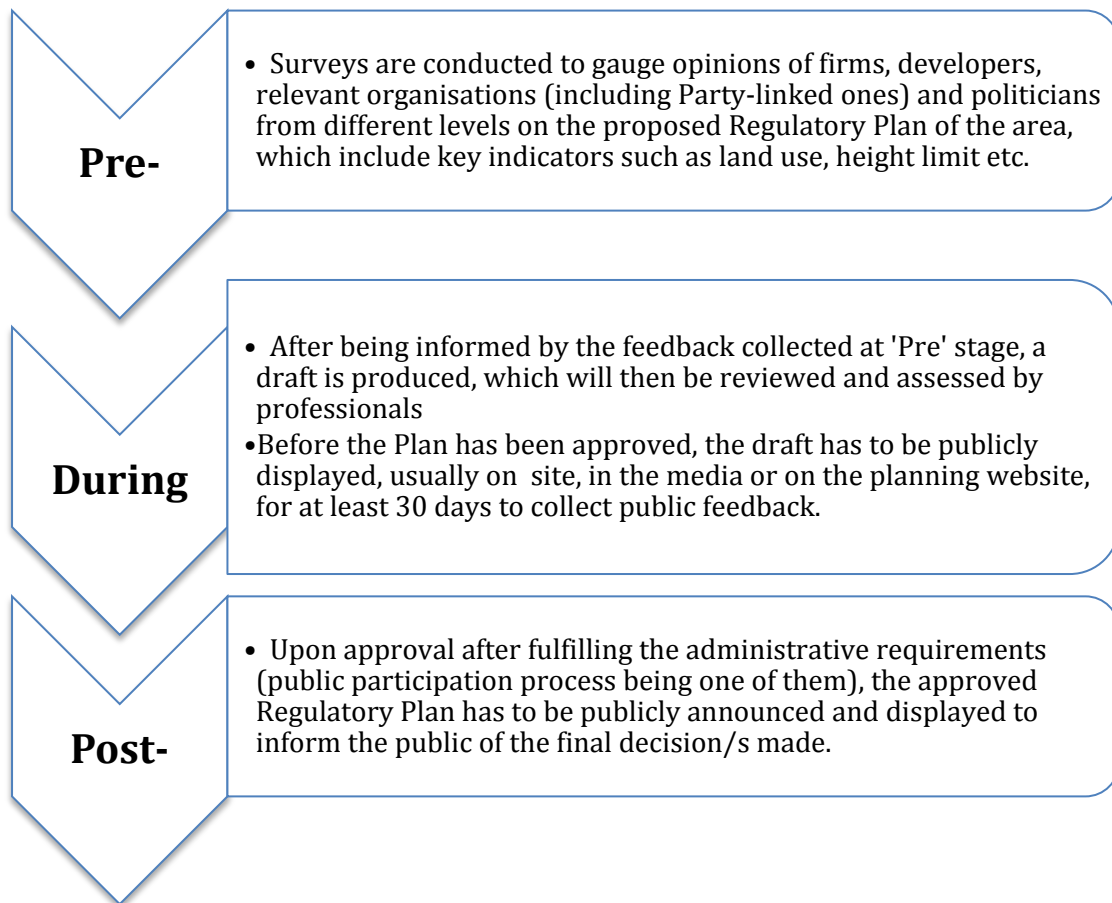 Pre-
• Surveys are conducted to gauge opinions of firms, developers,
relevant organisations (including Party-linked ones) and politicians
from different levels on the proposed Regulatory Plan of the area,
which include key indicators such as land use, height limit etc.
During
• After being informed by the feedback collected at 'Pre' stage, a
draft is produced, which will then be reviewed and assessed by
professionals
•Before the Plan has been approved, the draft has to be publicly
displayed, usually on site, in the media or on the planning website,
for at least 30 days to collect public feedback.
Post-
• Upon approval after fulfilling the administrative requirements
(public participation process being one of them), the approved
Regulatory Plan has to be publicly announced and displayed to
inform the public of the final decision/s made.